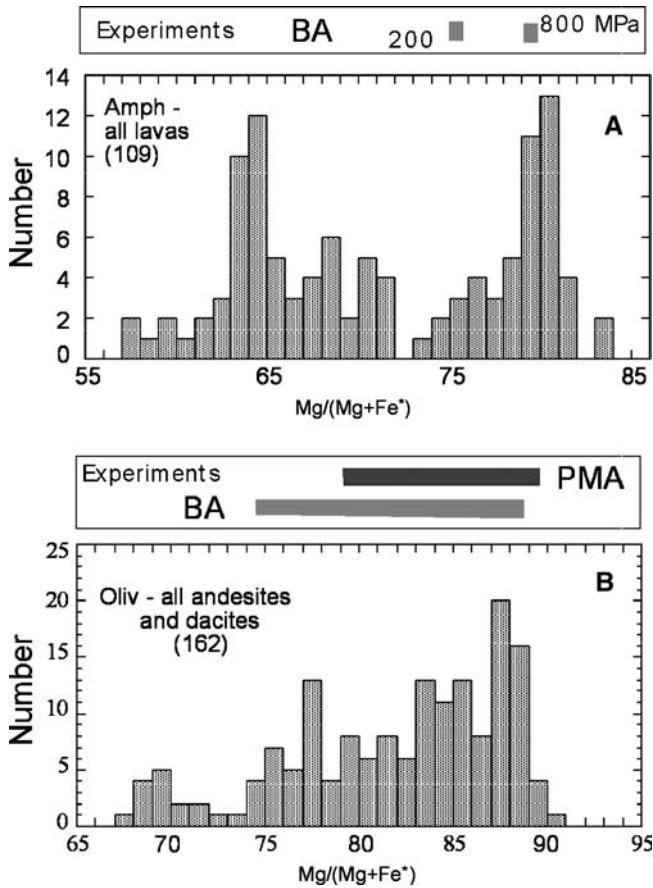 Experiments BA 200 800 MPa
14
12
10
8
6
4
2
0
Number
Amph -
all lavas
(109)
A
55 65 75 85
Mg/(Mg+Fe*)
Experiments PMA
BA
25
20
15
10
5
0
Number
Oliv - all andesites
and dacites
(162)
B
65 70 75 80 85 90 95
Mg/(Mg+Fe*)